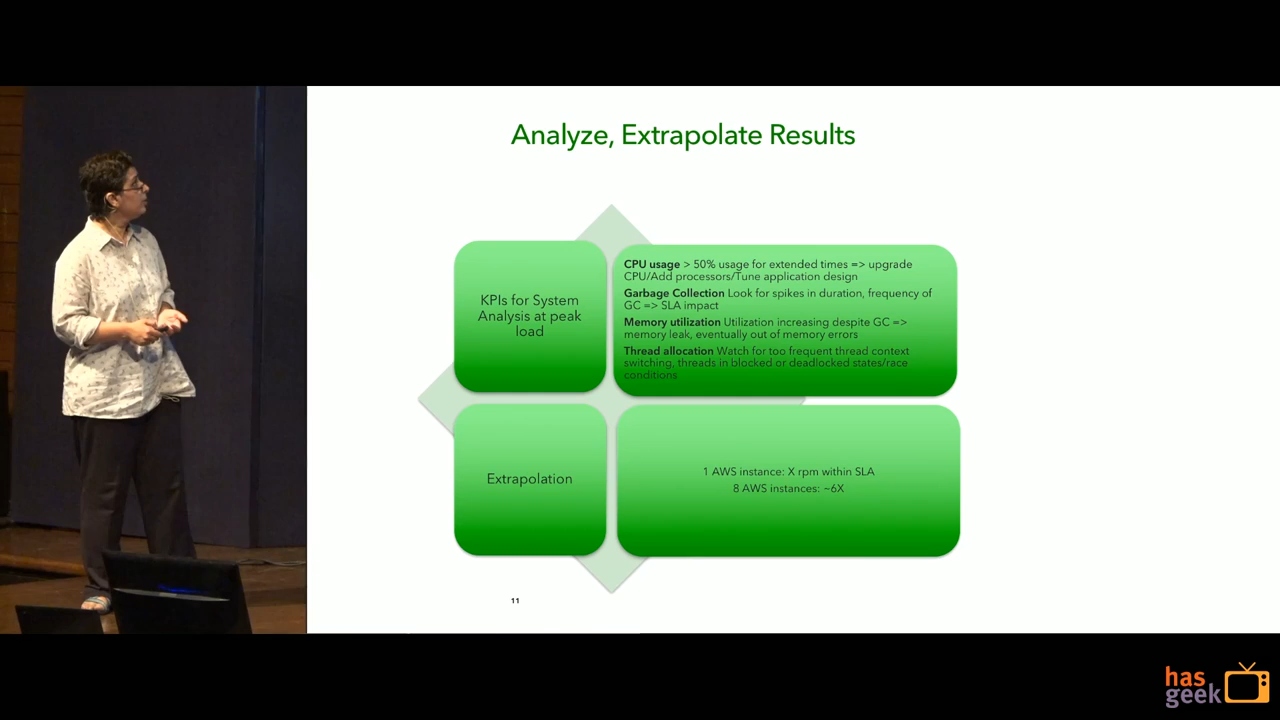 Analyze, Extrapolate Results
KPIs for System
Analysis at peak
load
CPU usage > 50% usage for extended times => upgrade
CPU/Add processors/Tune application design
Garbage Collection Look for spikes in duration, frequency of
GC => SLA impact
Memory utilization Utilization increasing despite GC =>
memory leak, eventually out of memory errors
Thread allocation Watch for too frequent thread context
switching, threads in blocked or deadlocked states/race
conditions
Extrapolation
1 AWS instance: X rpm within SLA
8 AWS instances: ~6X
11
has
geek